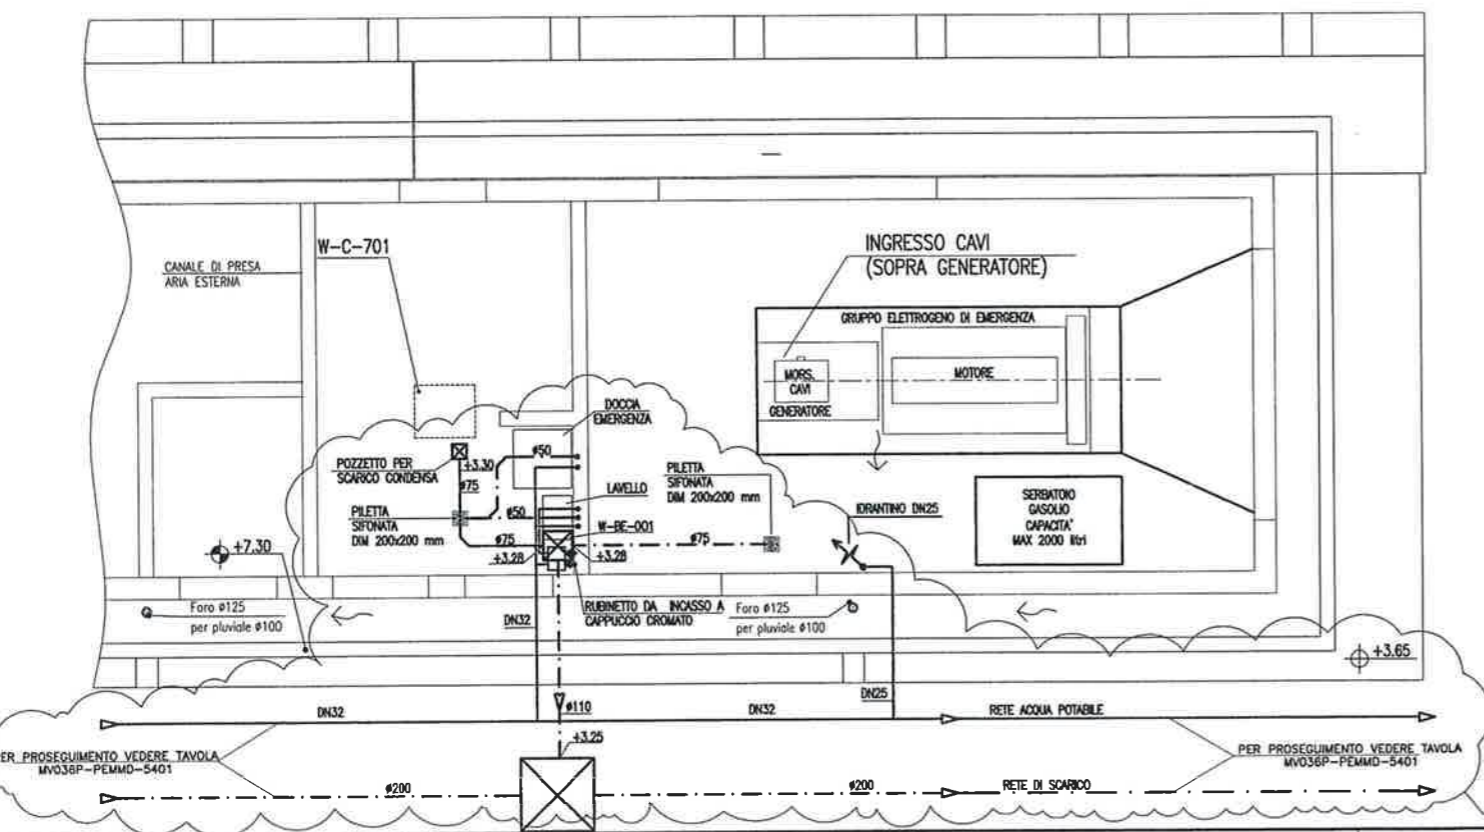 W-C-701
INGRESSO CAVI
(SOPRA GENERATORE)
CANALE DI PRESA
ARIA ESTERNA
GRUPPO ELETTROGENO DI EMERGENZA
MORS.
CAVI
MOTORE
GENERATORE
DOCCIA
EMERGENZA
ø50
POZZETTO PER
SCARICO CONDENSA
+3.30
ø75
PILETTA
SIFONATA
DIM 200x200 mm
LAVELLO
PILETTA
SIFONATA
DIM 200x200 mm
ø50
W-BE-001
IDRANTINO DN25
SERBATOIO
GASOLIO
CAPACITA'
MAX 2000 litri
ø75
ø75
+7.30
+3.28
+3.28
Foro ø125
per pluviale ø100
RUBINETTO DA INCASSO A
CAPPUCCIO CROMATO
Foro ø125
per pluviale ø100
DN32
+3.65
DN25
DN32
ø110
DN32
RETE ACQUA POTABILE
+3.25
ER PROSEGUIMENTO VEDERE TAVOLA
MV036P-PEMMD-5401
PER PROSEGUIMENTO VEDERE TAVOLA
MV036P-PEMMD-5401
ø200
ø200
RETE DI SCARICO